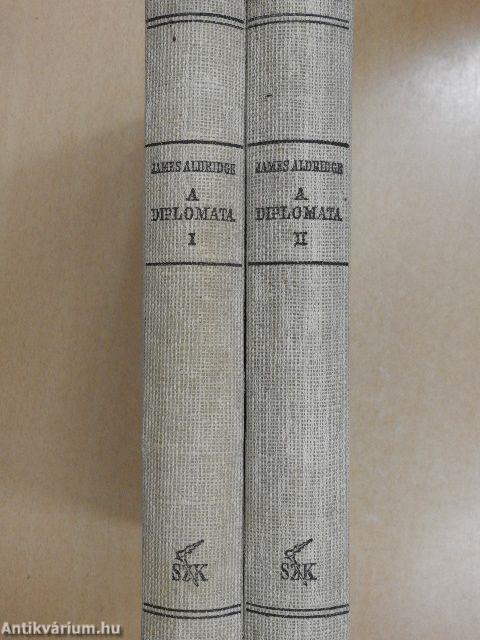 JAMES ALDRIDGE
A
DIPLOMATA
I
JAMES ALDRIDGE
A
DIPLOMATA
II
SZK
SZK
Antikvárium.hu